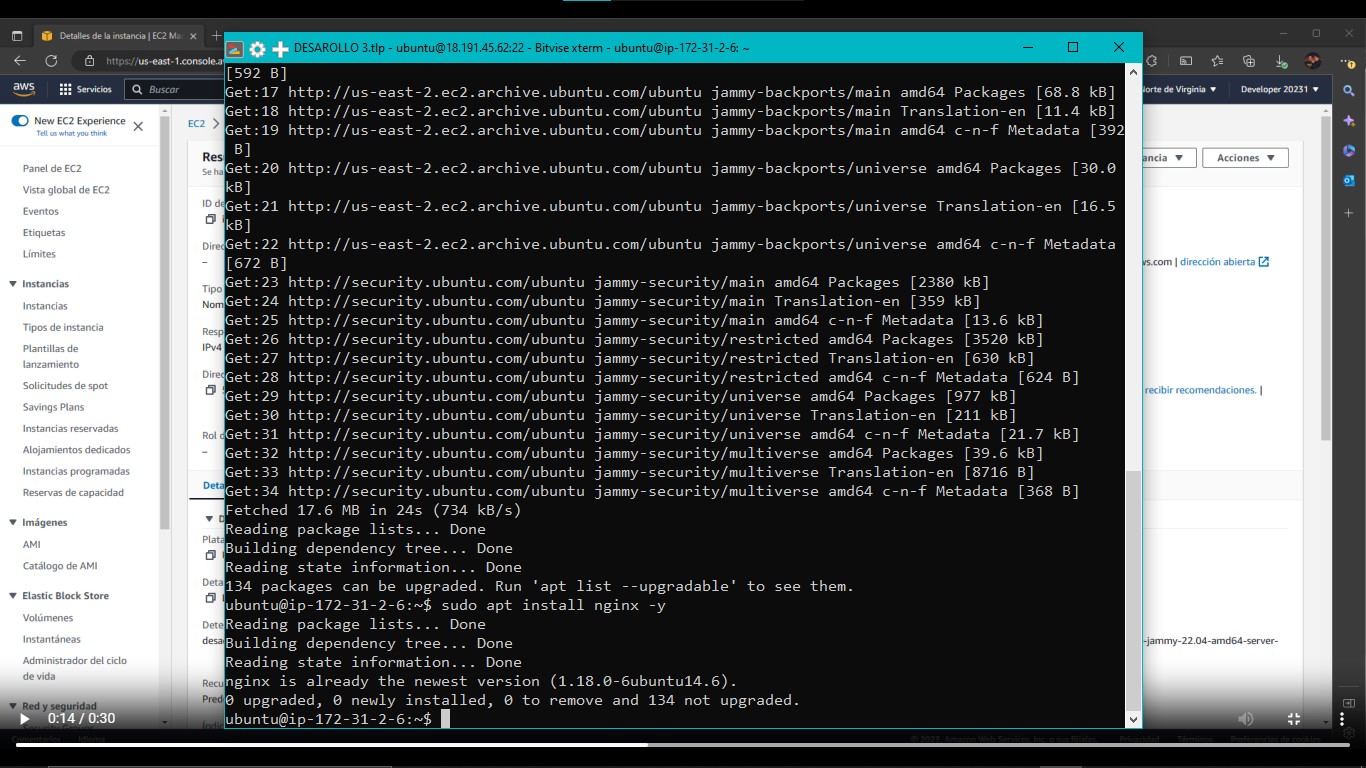 Detalles de la instancia | EC2 Ma
https://us-east-1.console.a
aws
Servicios
Buscar
Norte de Virginia
Developer 20231
New EC2 Experience
Tell us what you think
EC2
Panel de EC2
Vista global de EC2
Eventos
Etiquetas
Límites
Instancias
Instancias
Tipos de instancia
Plantillas de
lanzamiento
Solicitudes de spot
Savings Plans
Instancias reservadas
Alojamientos dedicados
Instancias programadas
Reservas de capacidad
Imágenes
AMI
Catálogo de AMI
Elastic Block Store
Volúmenes
Instantáneas
Administrador del ciclo
de vida
Red y seguridad
Res
Se ha
ID de
Direc
–
Tipo
Nom
Resp
IPv4
Direc
Rol d
–
Deta
Plata
Deta
Dete
desa
Recu
Pred
Índic
DESAROLLO 3.tlp - ubuntu@18.191.45.62:22 - Bitvise xterm - ubuntu@ip-172-31-2-6: ~
[592 B]
Get:17 http://us-east-2.ec2.archive.ubuntu.com/ubuntu jammy-backports/main amd64 Packages [68.8 kB]
Get:18 http://us-east-2.ec2.archive.ubuntu.com/ubuntu jammy-backports/main Translation-en [11.4 kB]
Get:19 http://us-east-2.ec2.archive.ubuntu.com/ubuntu jammy-backports/main amd64 c-n-f Metadata [392
B]
Get:20 http://us-east-2.ec2.archive.ubuntu.com/ubuntu jammy-backports/universe amd64 Packages [30.0
kB]
Get:21 http://us-east-2.ec2.archive.ubuntu.com/ubuntu jammy-backports/universe Translation-en [16.5
kB]
Get:22 http://us-east-2.ec2.archive.ubuntu.com/ubuntu jammy-backports/universe amd64 c-n-f Metadata
[672 B]
Get:23 http://security.ubuntu.com/ubuntu jammy-security/main amd64 Packages [2380 kB]
Get:24 http://security.ubuntu.com/ubuntu jammy-security/main Translation-en [359 kB]
Get:25 http://security.ubuntu.com/ubuntu jammy-security/main amd64 c-n-f Metadata [13.6 kB]
Get:26 http://security.ubuntu.com/ubuntu jammy-security/restricted amd64 Packages [3520 kB]
Get:27 http://security.ubuntu.com/ubuntu jammy-security/restricted Translation-en [630 kB]
Get:28 http://security.ubuntu.com/ubuntu jammy-security/restricted amd64 c-n-f Metadata [624 B]
Get:29 http://security.ubuntu.com/ubuntu jammy-security/universe amd64 Packages [977 kB]
Get:30 http://security.ubuntu.com/ubuntu jammy-security/universe Translation-en [211 kB]
Get:31 http://security.ubuntu.com/ubuntu jammy-security/universe amd64 c-n-f Metadata [21.7 kB]
Get:32 http://security.ubuntu.com/ubuntu jammy-security/multiverse amd64 Packages [39.6 kB]
Get:33 http://security.ubuntu.com/ubuntu jammy-security/multiverse Translation-en [8716 B]
Get:34 http://security.ubuntu.com/ubuntu jammy-security/multiverse amd64 c-n-f Metadata [368 B]
Fetched 17.6 MB in 24s (734 kB/s)
Reading package lists... Done
Building dependency tree... Done
Reading state information... Done
134 packages can be upgraded. Run 'apt list --upgradable' to see them.
ubuntu@ip-172-31-2-6:~$ sudo apt install nginx -y
Reading package lists... Done
Building dependency tree... Done
Reading state information... Done
nginx is already the newest version (1.18.0-6ubuntu14.6).
0 upgraded, 0 newly installed, 0 to remove and 134 not upgraded.
ubuntu@ip-172-31-2-6:~$
ancia
Acciones
ws.com | dirección abierta
recibir recomendaciones. |
-jammy-22.04-amd64-server-
0:14 / 0:30
Comentarios Idioma
© 2023, Amazon Web Services, Inc. o sus filiales. Privacidad Términos Preferencias de cookies